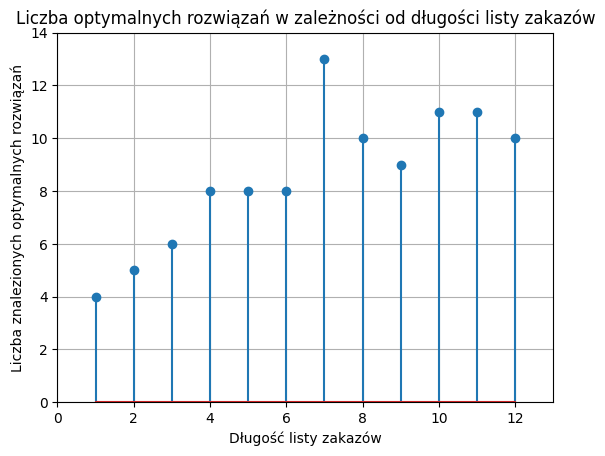 Liczba optymalnych rozwiązań w zależności od długości listy zakazów
Liczba znalezionych optymalnych rozwiązań
14
12
10
8
6
4
2
0
0 2 4 6 8 10 12
Długość listy zakazów